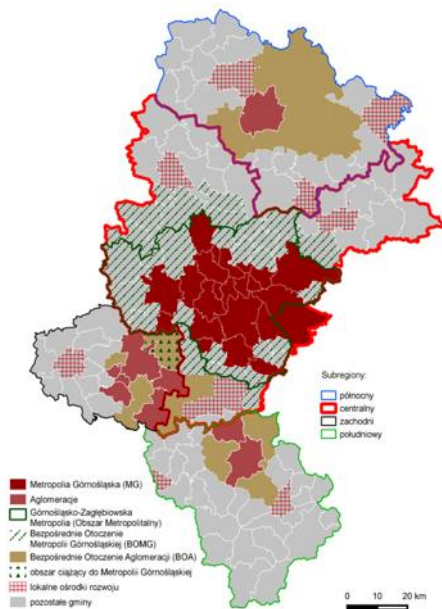 Subregiony:
północny
centralny
zachodni
południowy
Metropolia Górnośląska (MG)
Aglomeracje
Górnośląsko-Zagłębiowska
Metropolia (Obszar Metropolitalny)
Bezpośrednie Otoczenie
Metropolii Górnośląskiej (BOMG)
Bezpośrednie Otoczenie Aglomeracji (BOA)
obszar ciążący do Metropolii Górnośląskiej
lokalne ośrodki rozwoju
pozostałe gminy
0 10 20 km